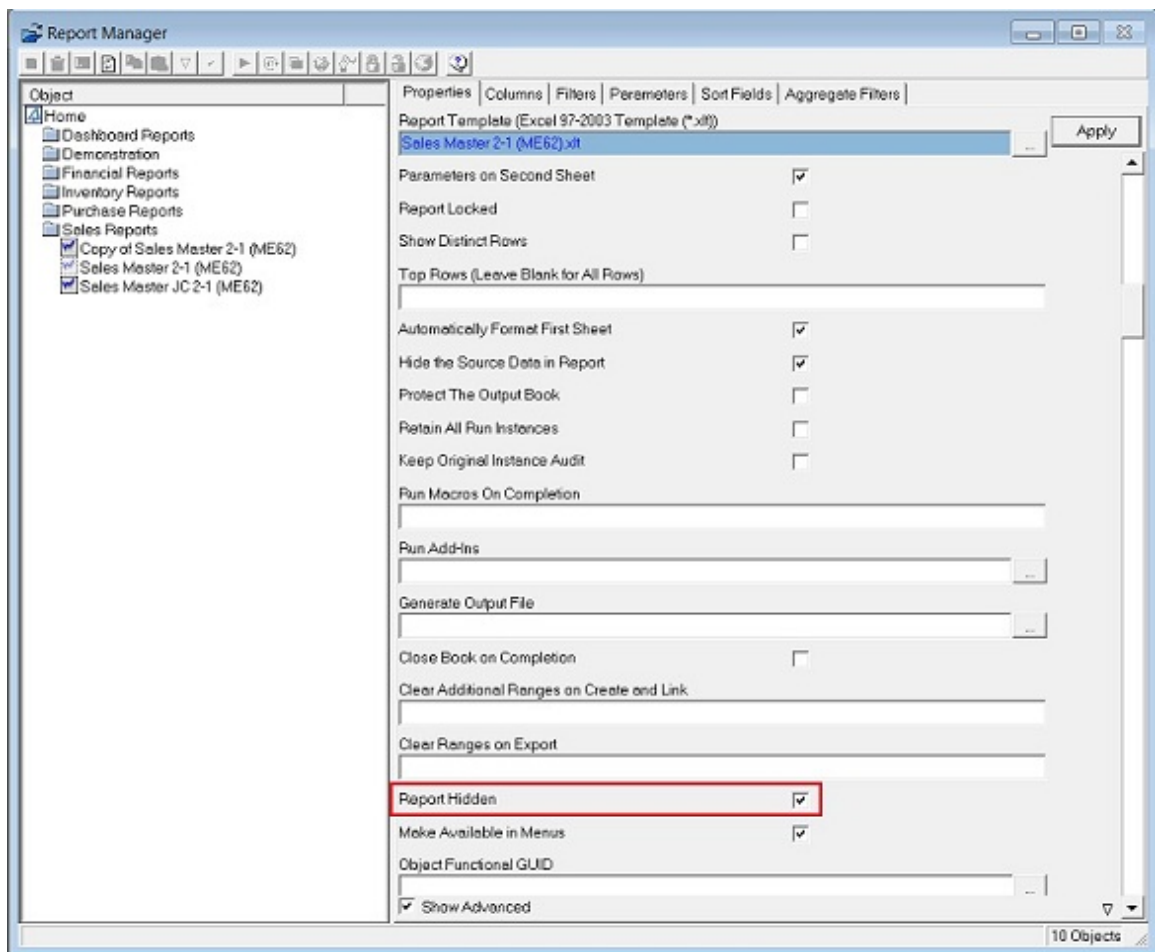 Report Manager
Object
Home
Dashboard Reports
Demonstration
Financial Reports
Inventory Reports
Purchase Reports
Sales Reports
Copy of Sales Master 2-1 (ME62)
Sales Master 2-1 (ME62)
Sales Master JC 2-1 (ME62)
Properties Columns Filters Parameters Sort Fields Aggregate Filters
Report Template (Excel 97-2003 Template (*.xlt))
Sales Master 2-1 (ME62).xlt
...
Apply
Parameters on Second Sheet
Report Locked
Show Distinct Rows
Top Rows (Leave Blank for All Rows)
Automatically Format First Sheet
Hide the Source Data in Report
Protect The Output Book
Retain All Run Instances
Keep Original Instance Audit
Run Macros On Completion
Run Add-Ins
...
Generate Output File
...
Close Book on Completion
Clear Additional Ranges on Create and Link
Clear Ranges on Export
Report Hidden
Make Available in Menus
Object Functional GUID
...
Show Advanced
10 Objects